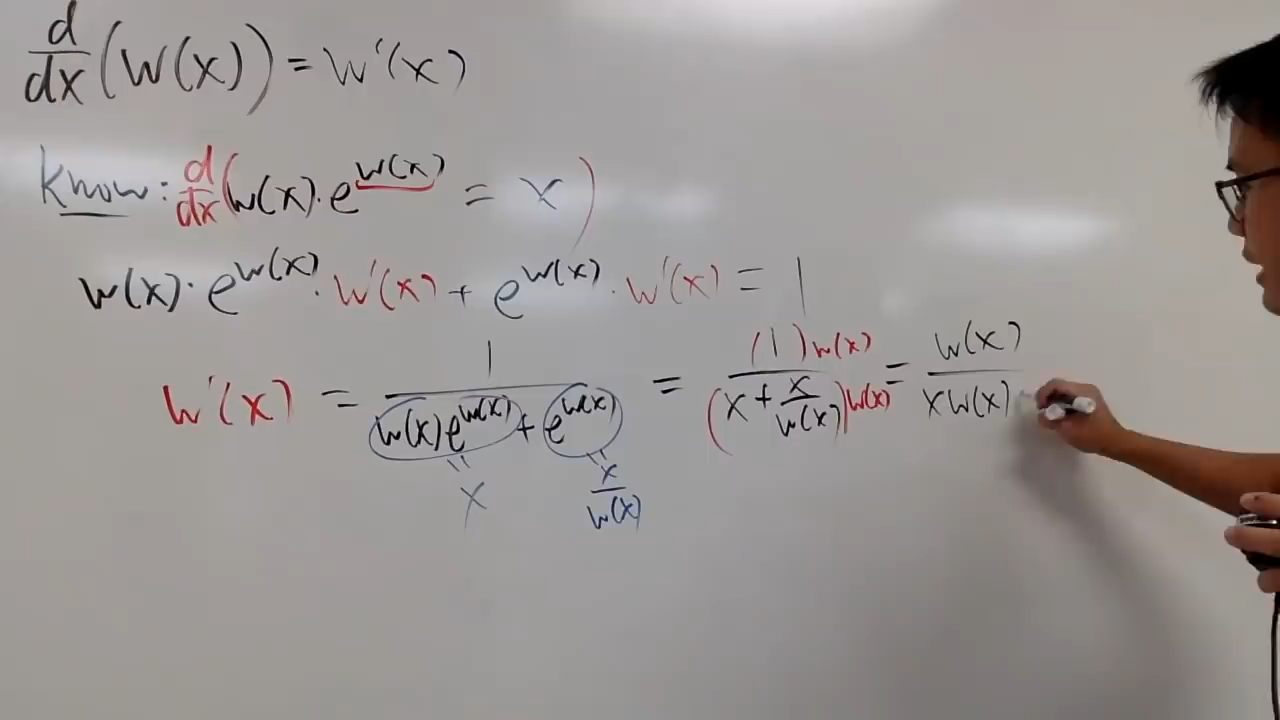 d/dx (W(x)) = W'(x)
Know: d/dx (W(x)·e^W(x) = x)
W(x)·e^W(x)·W'(x) + e^W(x)·W'(x) = 1
W'(x) = 1/(W(x)e^W(x) + e^W(x)) = (1)W(x)/(x + x/W(x))W(x) = W(x)/xW(x)
" x " x/W(x)